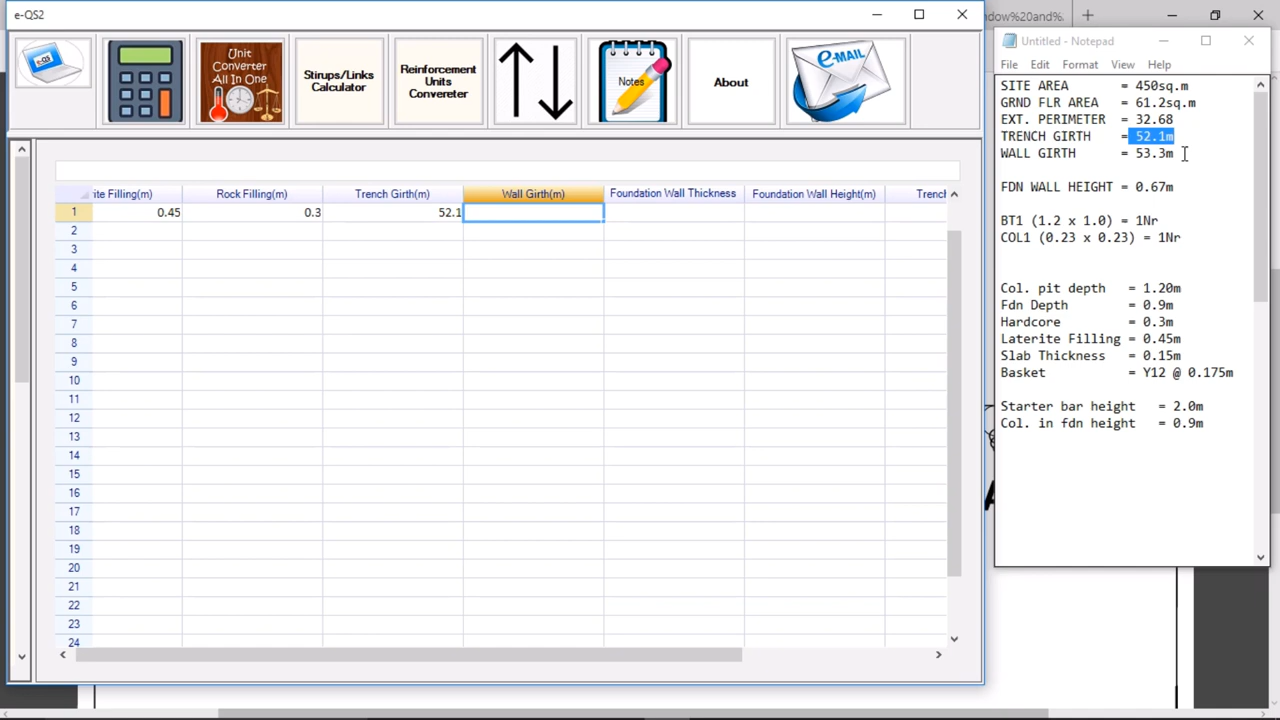 e-QS2
ndow%20and%.
Untitled - Notepad
e-QS
Unit
Converter
All In One
Stirups/Links
Calculator
Reinforcement
Units
Convereter
Notes
About
e-MAIL
File Edit Format View Help
SITE AREA = 450sq.m
GRND FLR AREA = 61.2sq.m
EXT. PERIMETER = 32.68
TRENCH GIRTH = 52.1m
WALL GIRTH = 53.3m
FDN WALL HEIGHT = 0.67m
BT1 (1.2 x 1.0) = 1Nr
COL1 (0.23 x 0.23) = 1Nr
Col. pit depth = 1.20m
Fdn Depth = 0.9m
Hardcore = 0.3m
Laterite Filling = 0.45m
Slab Thickness = 0.15m
Basket = Y12 @ 0.175m
Starter bar height = 2.0m
Col. in fdn height = 0.9m
rite Filling(m) Rock Filling(m) Trench Girth(m) Wall Girth(m) Foundation Wall Thickness Foundation Wall Height(m) Trench
1 0.45 0.3 52.1
2
3
4
5
6
7
8
9
10
11
12
13
14
15
16
17
18
19
20
21
22
23
24